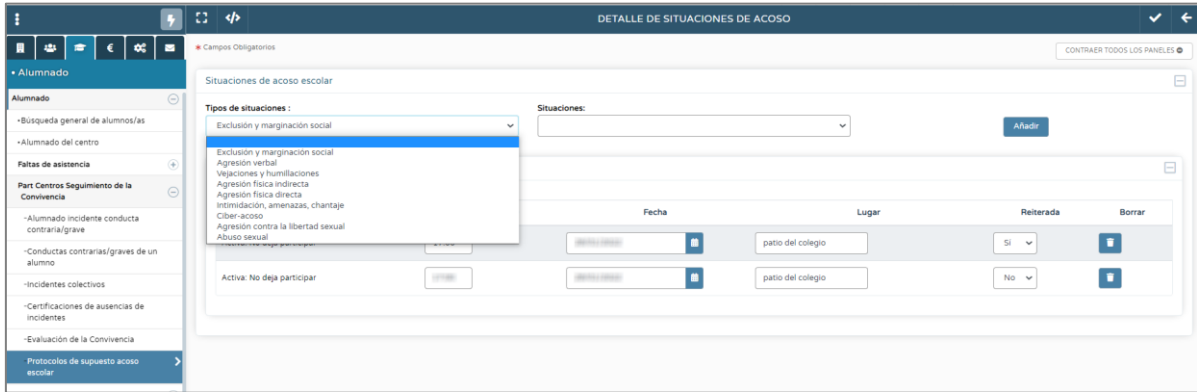 DETALLE DE SITUACIONES DE ACOSO
* Campos Obligatorios
CONTRAER TODOS LOS PANELES
• Alumnado
Alumnado
•Búsqueda general de alumnos/as
•Alumnado del centro
Faltas de asistencia
Part Centros Seguimiento de la
Convivencia
-Alumnado incidente conducta
contraria/grave
-Conductas contrarias/graves de un
alumno
-Incidentes colectivos
-Certificaciones de ausencias de
incidentes
-Evaluación de la Convivencia
-Protocolos de supuesto acoso
escolar
Situaciones de acoso escolar
Tipos de situaciones :
Situaciones:
Exclusión y marginación social
Añadir
Exclusión y marginación social
Agresión verbal
Vejaciones y humillaciones
Agresión física indirecta
Agresión física directa
Intimidación, amenazas, chantaje
Ciber-acoso
Agresión contra la libertad sexual
Abuso sexual
Fecha Lugar Reiterada Borrar
patio del colegio Sí
Activa: No deja participar patio del colegio No